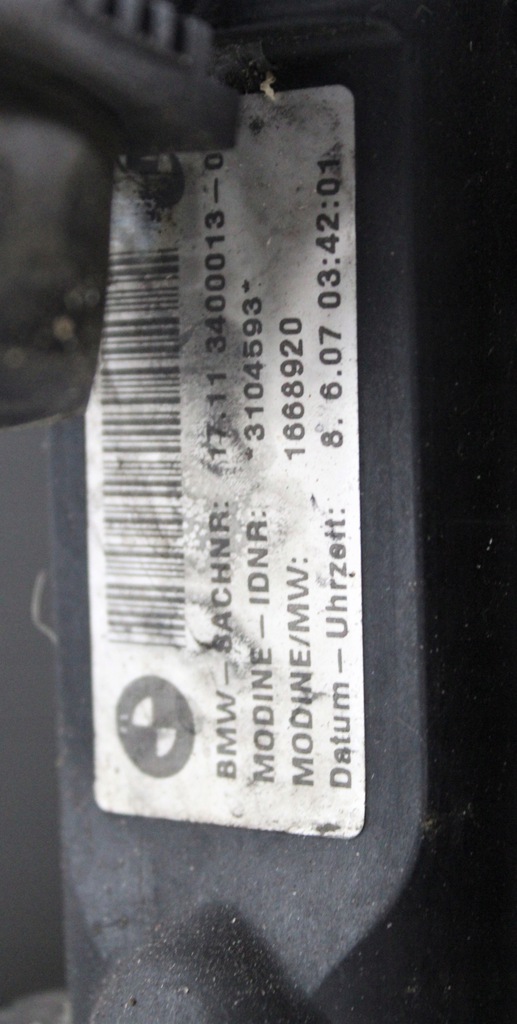 BMW-SACHNR: 17.11 3400013-0
MODINE-IDNR: *3104593*
MODINE/MW: 1668920
Datum-Uhrzeit: 8. 6.07 03:42:01